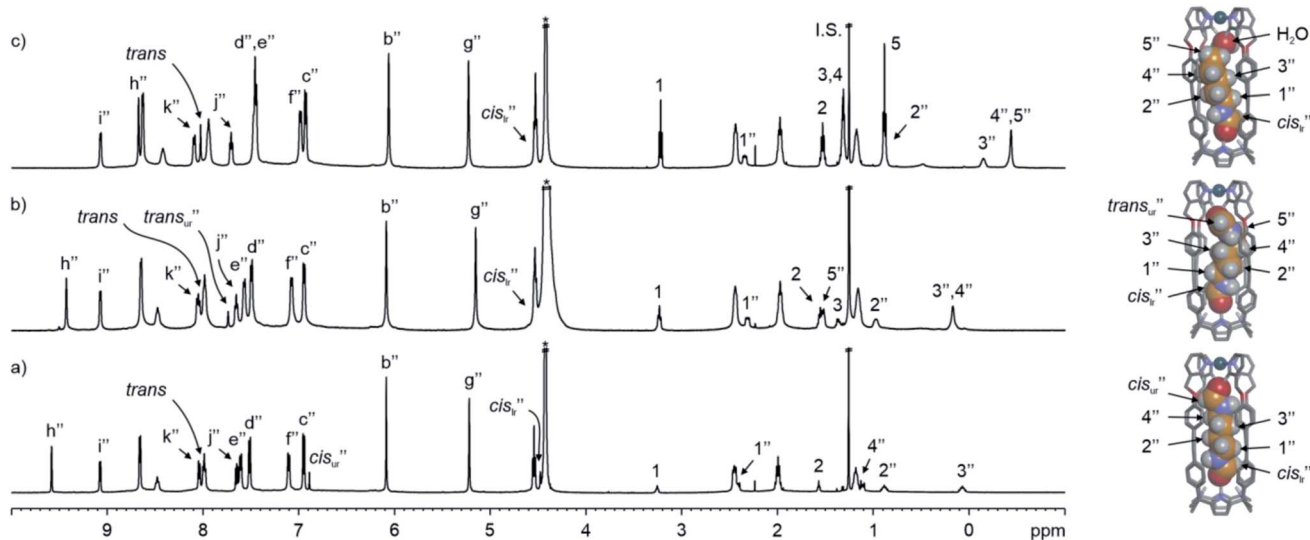 c)
trans
h''
i''
k''
j''
d'',e''
f''
c''
b''
g''
cis_lr''
1
1''
2
3,4
I.S.
5
2''
3''
4'',5''
*
5''
4''
2''
H₂O
3''
1''
cis_lr''
b)
trans
trans_ur''
h''
i''
k''
j''
e''
d''
f''
c''
b''
g''
cis_lr''
1
1''
2
5''
3
2''
3'',4''
*
trans_ur''
3''
1''
cis_lr''
5''
4''
2''
a)
trans
h''
i''
k''
j''
e''
d''
f''
c''
cis_ur''
b''
g''
cis_lr''
1
1''
2
4''
2''
3''
*
cis_ur''
4''
2''
3''
1''
cis_lr''
9 8 7 6 5 4 3 2 1 0 ppm